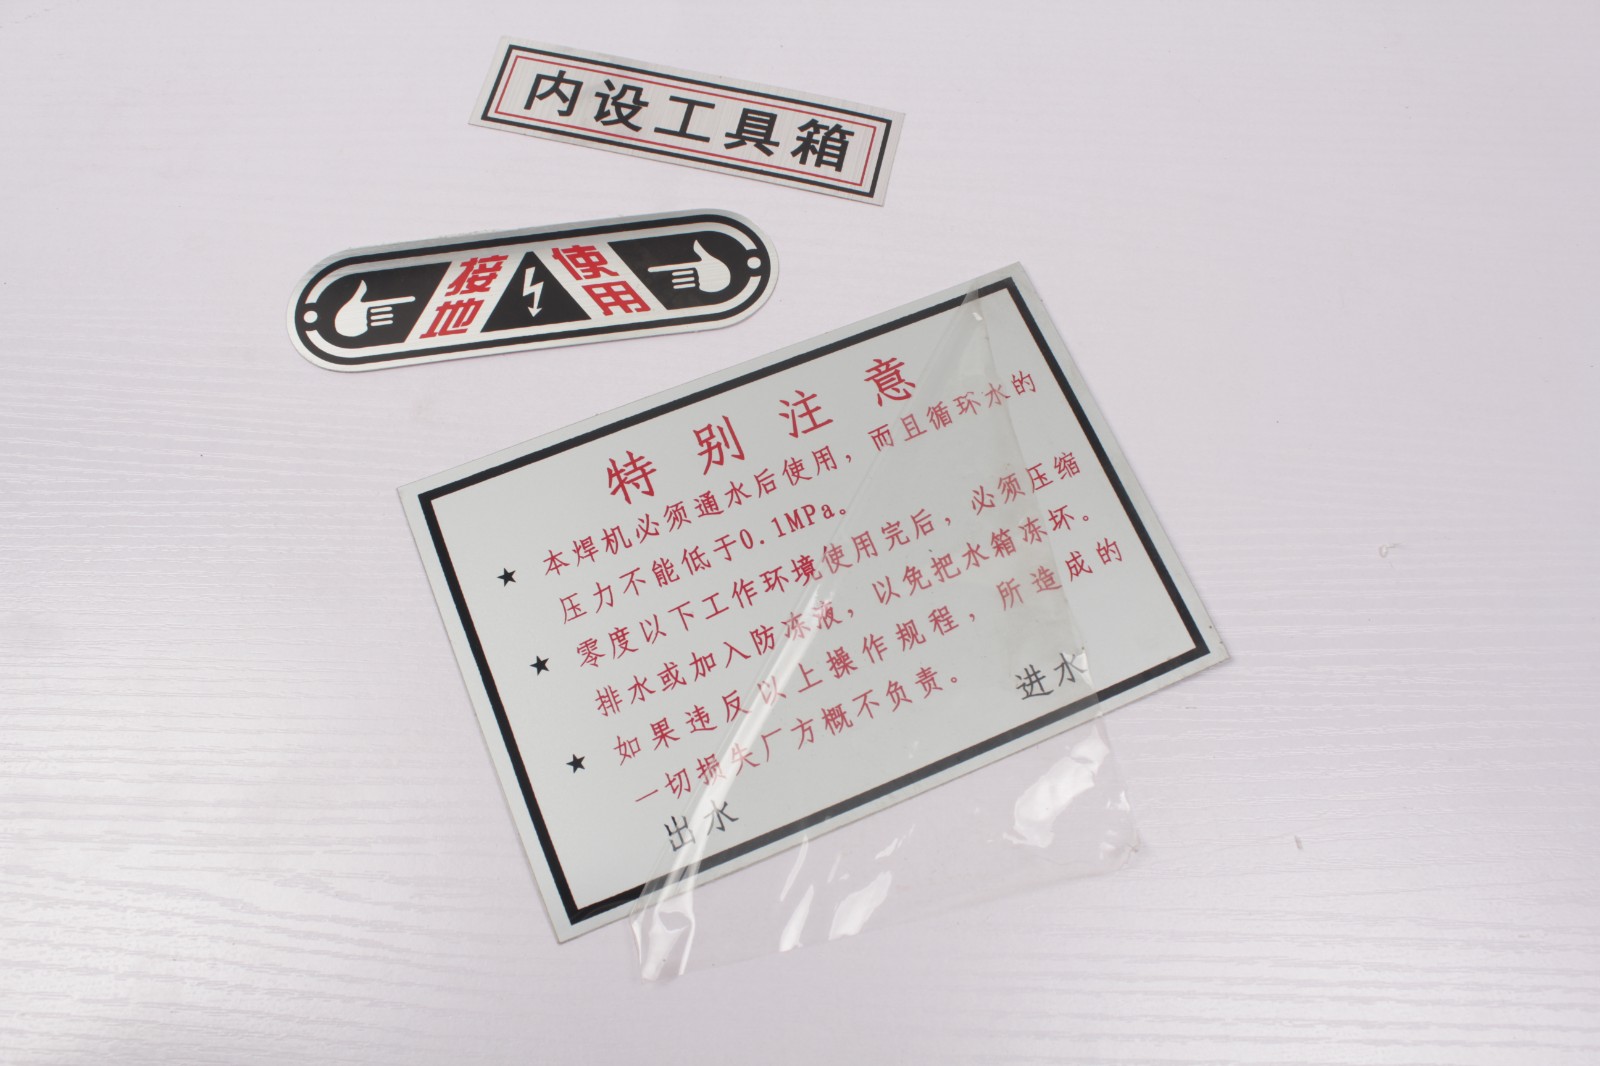 内设工具箱
接地
使用
特别注意
★ 本焊机必须通水后使用，而且循环水的
压力不能低于0.1MPa。
★ 零度以下工作环境使用完后，必须压缩
排水或加入防冻液，以免把水箱冻坏。
★ 如果违反以上操作规程，所造成的
一切损失厂方概不负责。
出水
进水